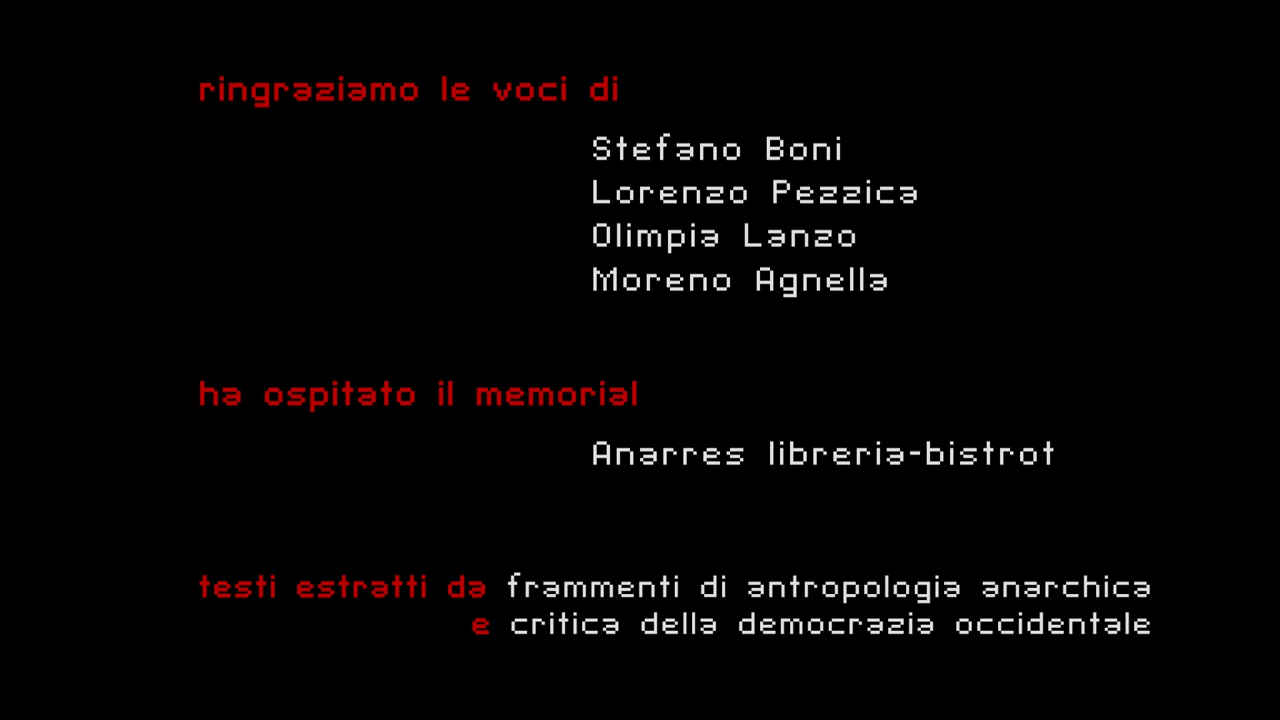 ringraziamo le voci di
Stefano Boni
Lorenzo Pezzica
Olimpia Lanzo
Moreno Agnella
ha ospitato il memorial
Anarres libreria-bistrot
testi estratti da frammenti di antropologia anarchica
e critica della democrazia occidentale